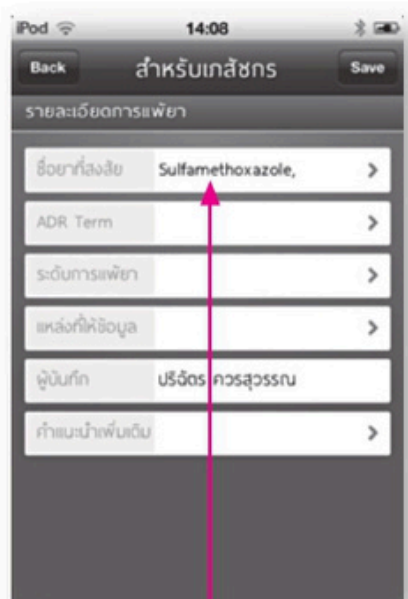 iPod 14:08
Back สำหรับเภสัชกร Save
รายละเอียดการแพ้ยา
ชื่อยาที่สงสัย Sulfamethoxazole,
ADR Term
ระดับการแพ้ยา
แหล่งที่ให้ข้อมูล
ผู้บันทึก ปริฉัตร ควรสุวรรณ
คำแนะนำเพิ่มเติม